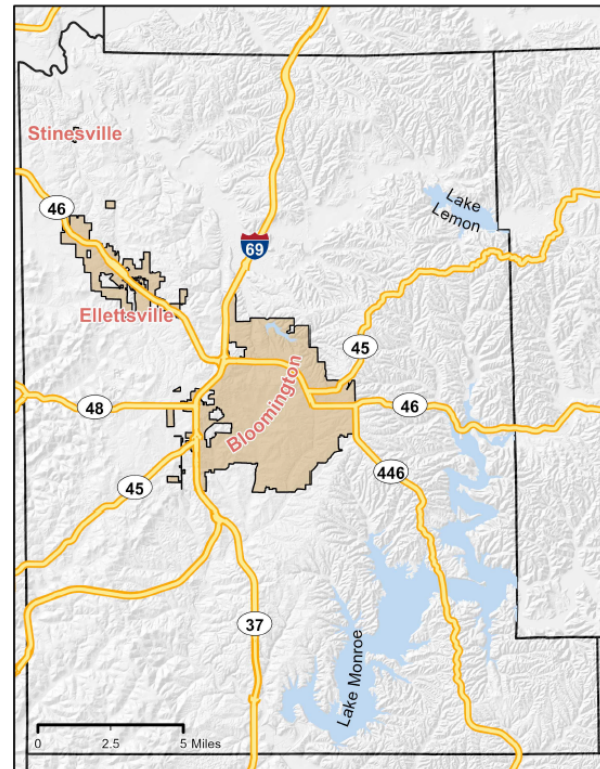 Stinesville
46
Lake
Lemon
69
Ellettsville
45
Bloomington
48
46
446
45
37
Lake Monroe
0 2.5 5 Miles